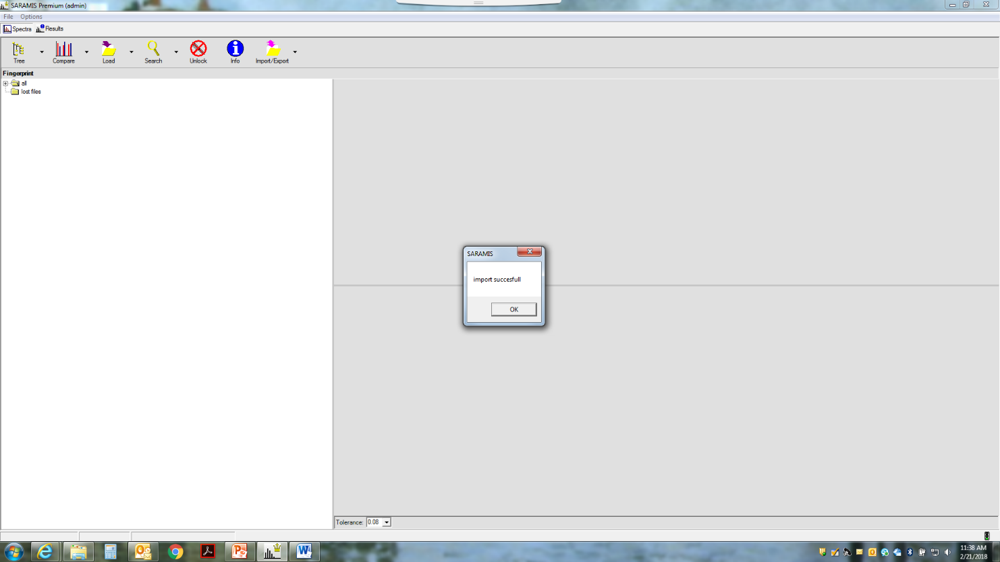 SARAMIS Premium (admin)
File Options
Spectra Results
Tree Compare Load Search Unlock Info Import/Export
Fingerprint
all
lost files
SARAMIS
import succesfull
OK
Tolerance: 0.08
11:38 AM
2/21/2018